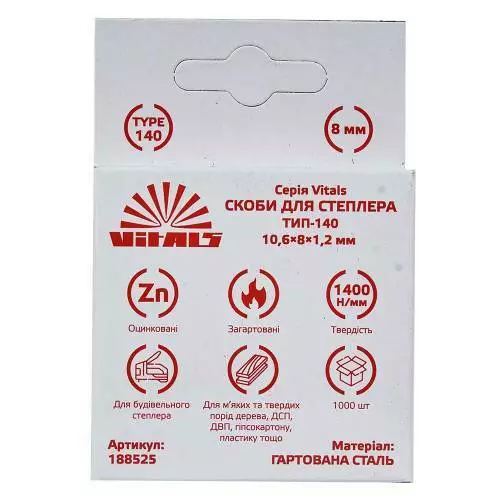 TYPE
140
8 мм
Серія Vitals
СКОБИ ДЛЯ СТЕПЛЕРА
ТИП-140
10,6×8×1,2 мм
VITALS
Zn
1400
Н/мм
Оцинковані
Загартовані
Твердість
Для будівельного
степлера
Для м'яких та твердих
порід дерева, ДСП,
ДВП, гіпсокартону,
пластику тощо
1000 шт
Артикул:
188525
Матеріал:
ГАРТОВАНА СТАЛЬ